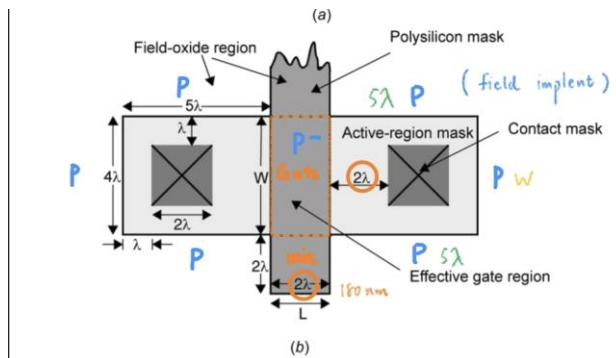 (a)
Field-oxide region
Polysilicon mask
P
5λ
5λ P
(field implent)
λ
P-
Active-region mask
Contact mask
P
4λ
W
Gate
2λ
P W
2λ
λ
P
2λ
min
P 5λ
Effective gate region
2λ
180 nm
L
(b)